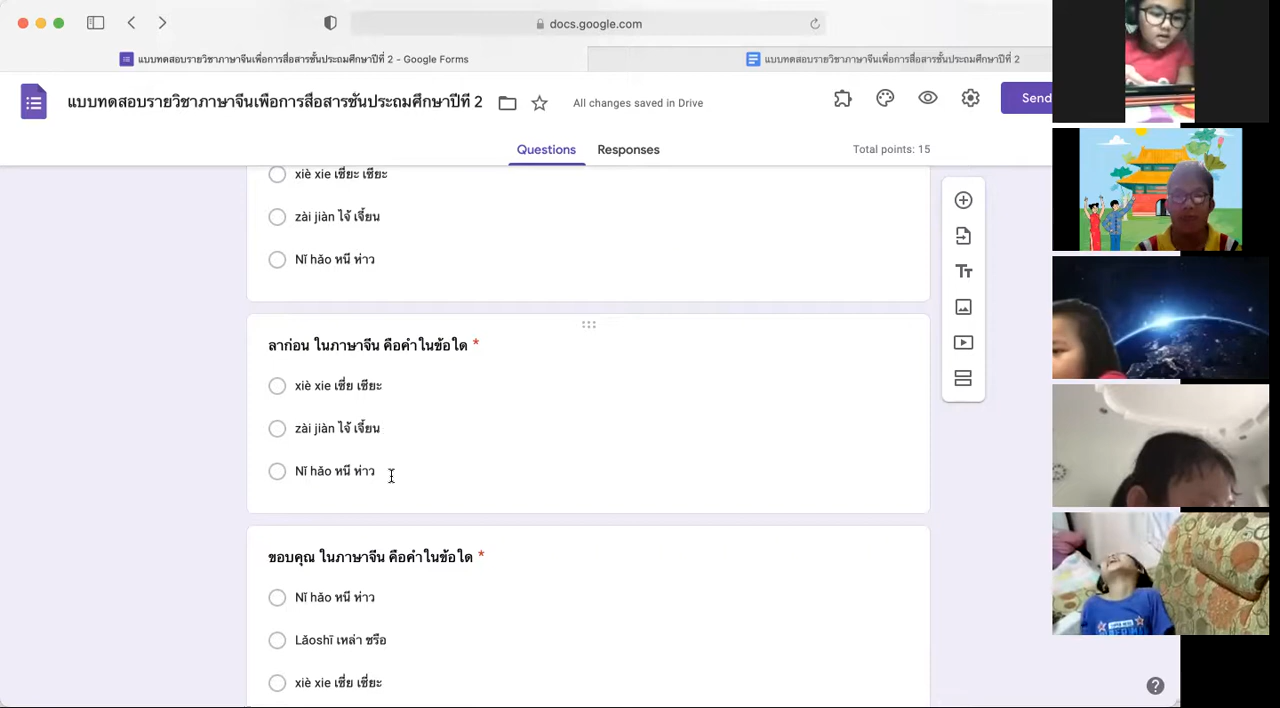 docs.google.com
แบบทดสอบรายวิชาภาษาจีนเพื่อการสื่อสารชั้นประถมศึกษาปีที่ 2 - Google Forms
แบบทดสอบรายวิชาภาษาจีนเพื่อการสื่อสารชั้นประถมศึกษาปีที่ 2
แบบทดสอบรายวิชาภาษาจีนเพื่อการสื่อสารชั้นประถมศึกษาปีที่ 2
All changes saved in Drive
Send
Questions
Responses
Total points: 15
xiè xie เซี่ยะ เซียะ
zài jiàn ไจ้ เจี้ยน
Nǐ hǎo หนี ห่าว
ลาก่อน ในภาษาจีน คือคำในข้อใด *
xiè xie เซี่ย เซียะ
zài jiàn ไจ้ เจี้ยน
Nǐ hǎo หนี ห่าว
ขอบคุณ ในภาษาจีน คือคำในข้อใด *
Nǐ hǎo หนี ห่าว
Lǎoshī เหล่า ซรือ
xiè xie เซี่ย เซี่ยะ